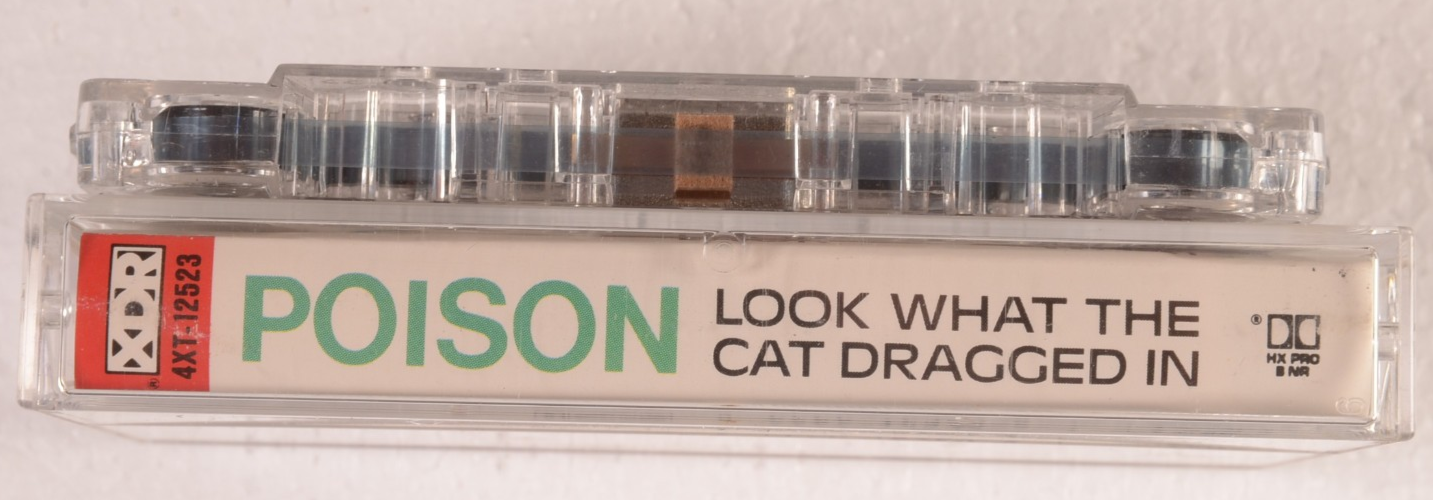 XDR®
4XT-12523
POISON
LOOK WHAT THE
CAT DRAGGED IN
®
HX PRO
B NR